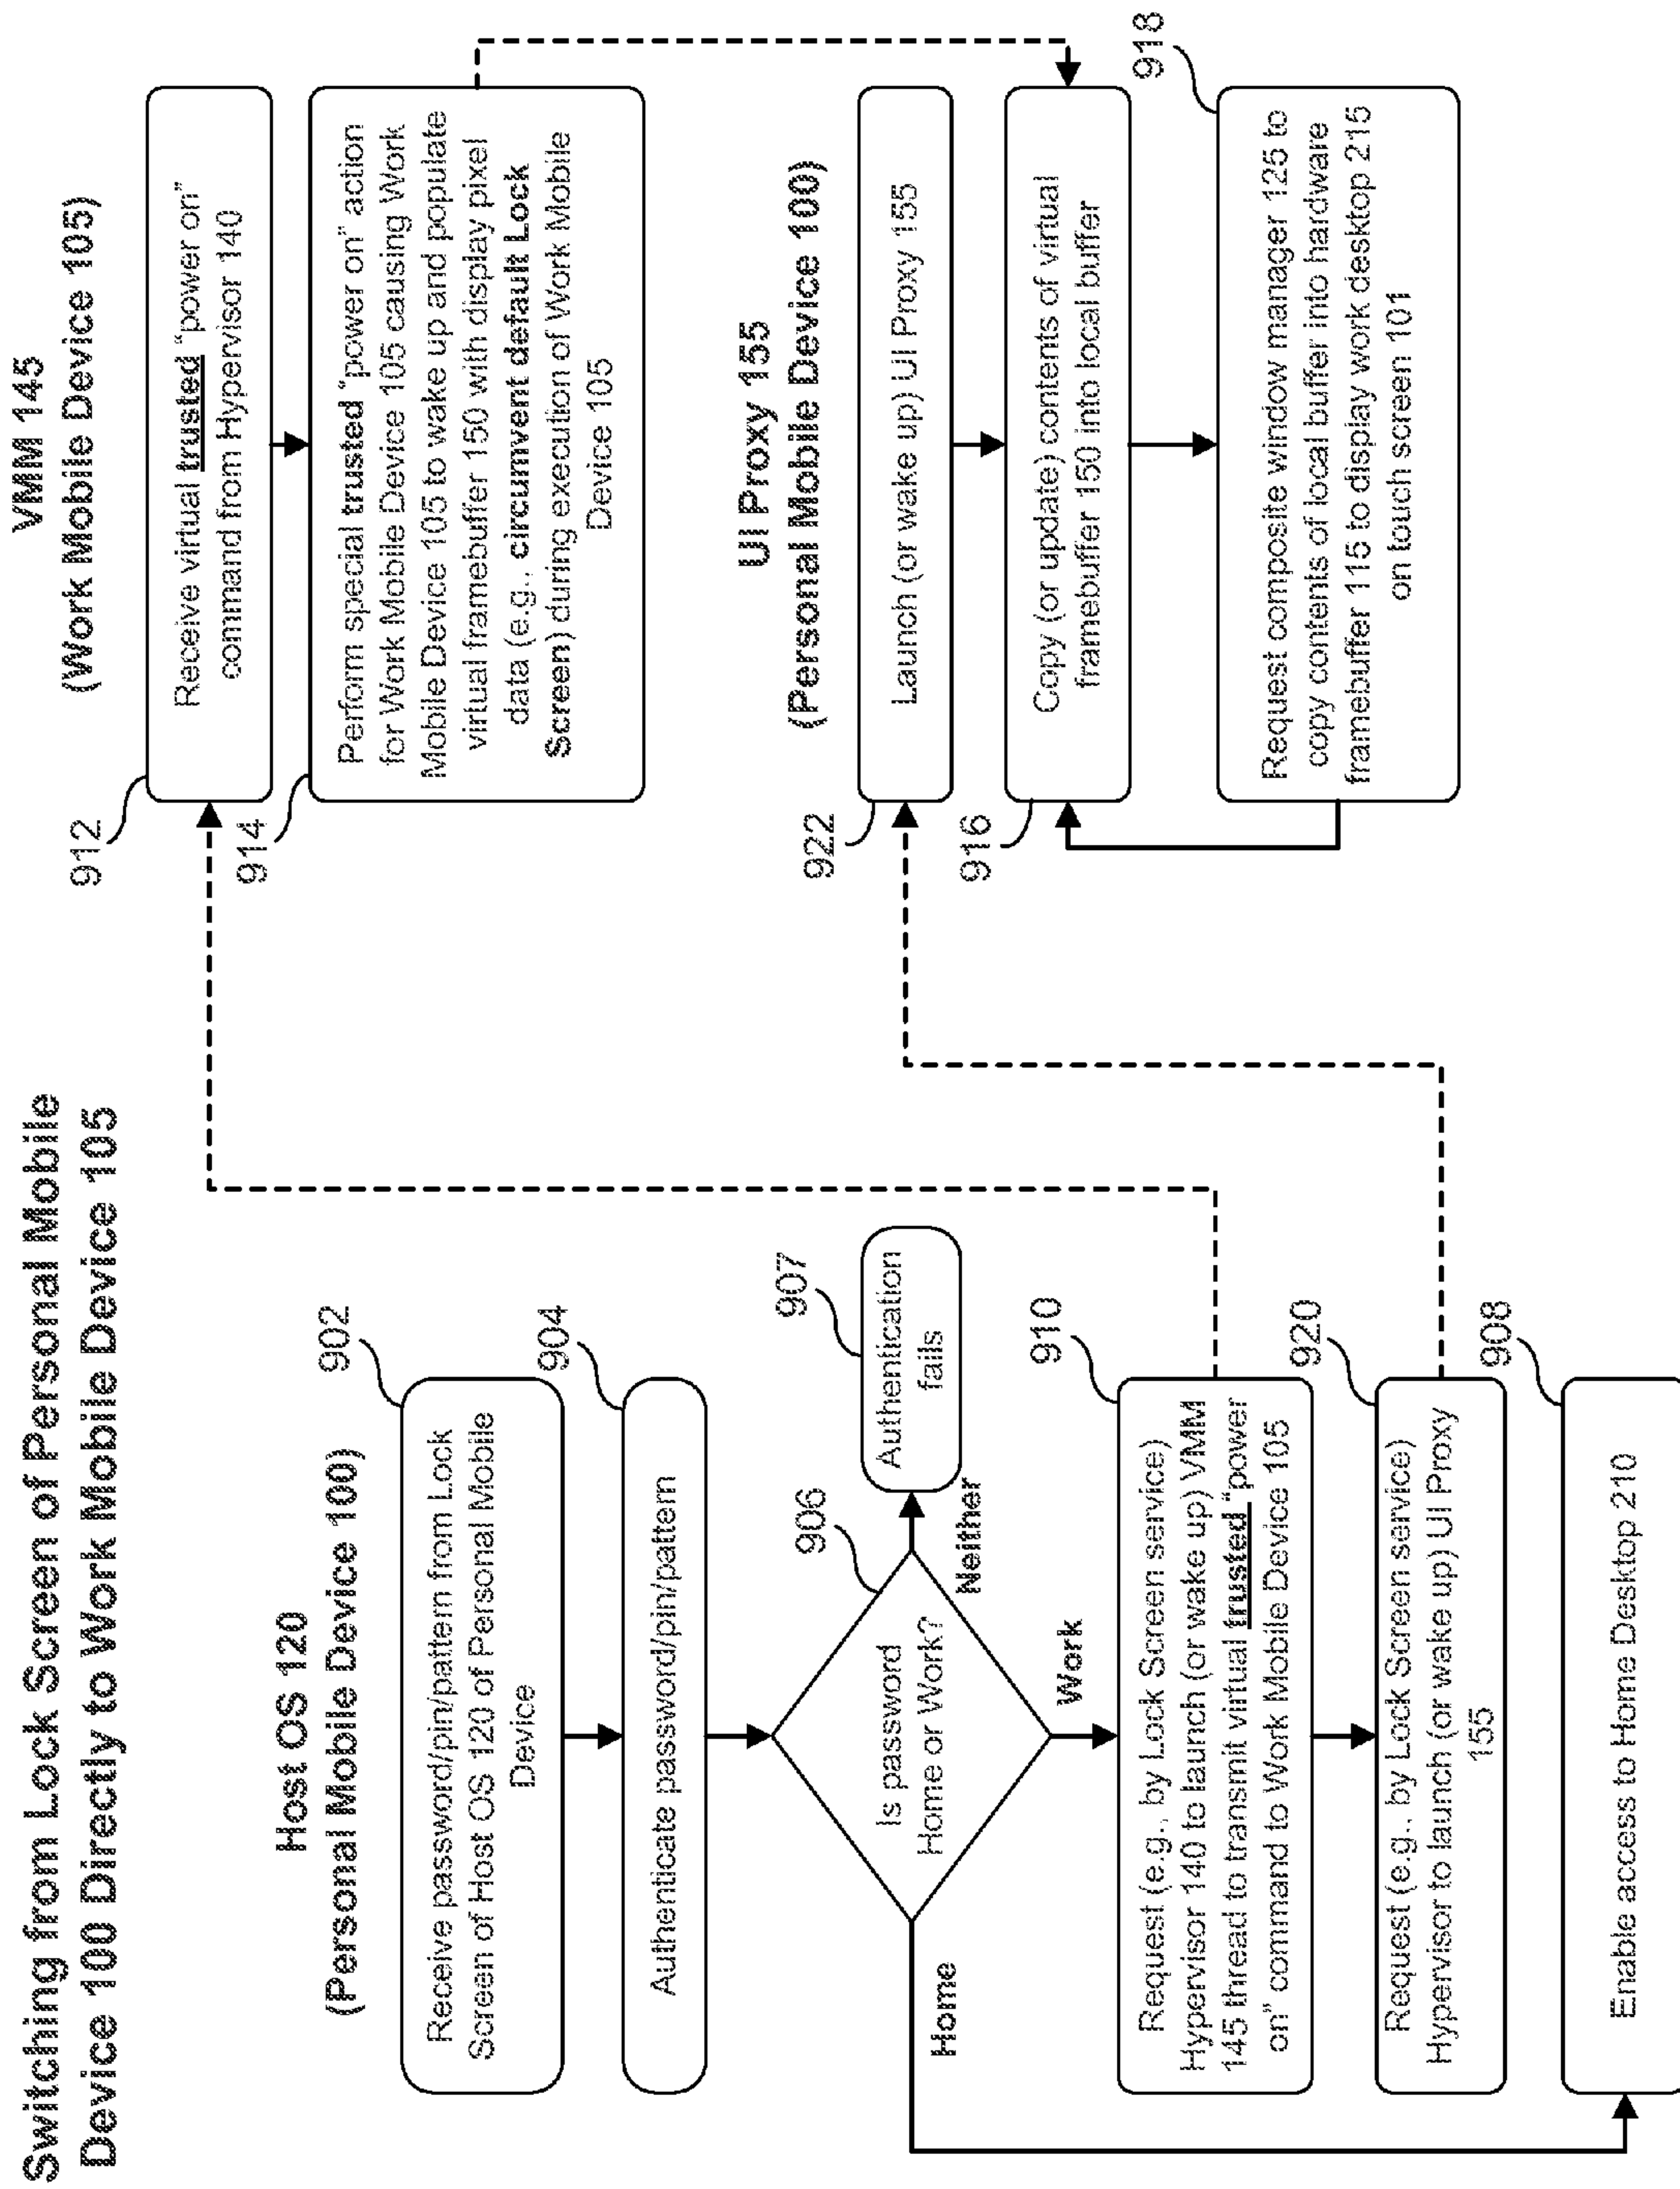 Switching from Lock Screen of Personal Mobile
Device 100 Directly to Work Mobile Device 105
Host OS 120
(Personal Mobile Device 100)
902
Receive password/pin/pattern from Lock
Screen of Host OS 120 of Personal Mobile
Device
904
Authenticate password/pin/pattern
906
Is password
Home or Work?
Neither
907
Authentication
fails
Home
Work
910
Request (e.g., by Lock Screen service)
Hypervisor 140 to launch (or wake up) VMM
145 thread to transmit virtual trusted "power
on" command to Work Mobile Device 105
920
Request (e.g., by Lock Screen service)
Hypervisor to launch (or wake up) UI Proxy
155
908
Enable access to Home Desktop 210
VMM 145
(Work Mobile Device 105)
912
Receive virtual trusted "power on"
command from Hypervisor 140
914
Perform special trusted "power on" action
for Work Mobile Device 105 causing Work
Mobile Device 105 to wake up and populate
virtual framebuffer 150 with display pixel
data (e.g., circumvent default Lock
Screen) during execution of Work Mobile
Device 105
UI Proxy 155
(Personal Mobile Device 100)
922
Launch (or wake up) UI Proxy 155
916
Copy (or update) contents of virtual
framebuffer 150 into local buffer
918
Request composite window manager 125 to
copy contents of local buffer into hardware
framebuffer 115 to display work desktop 215
on touch screen 101